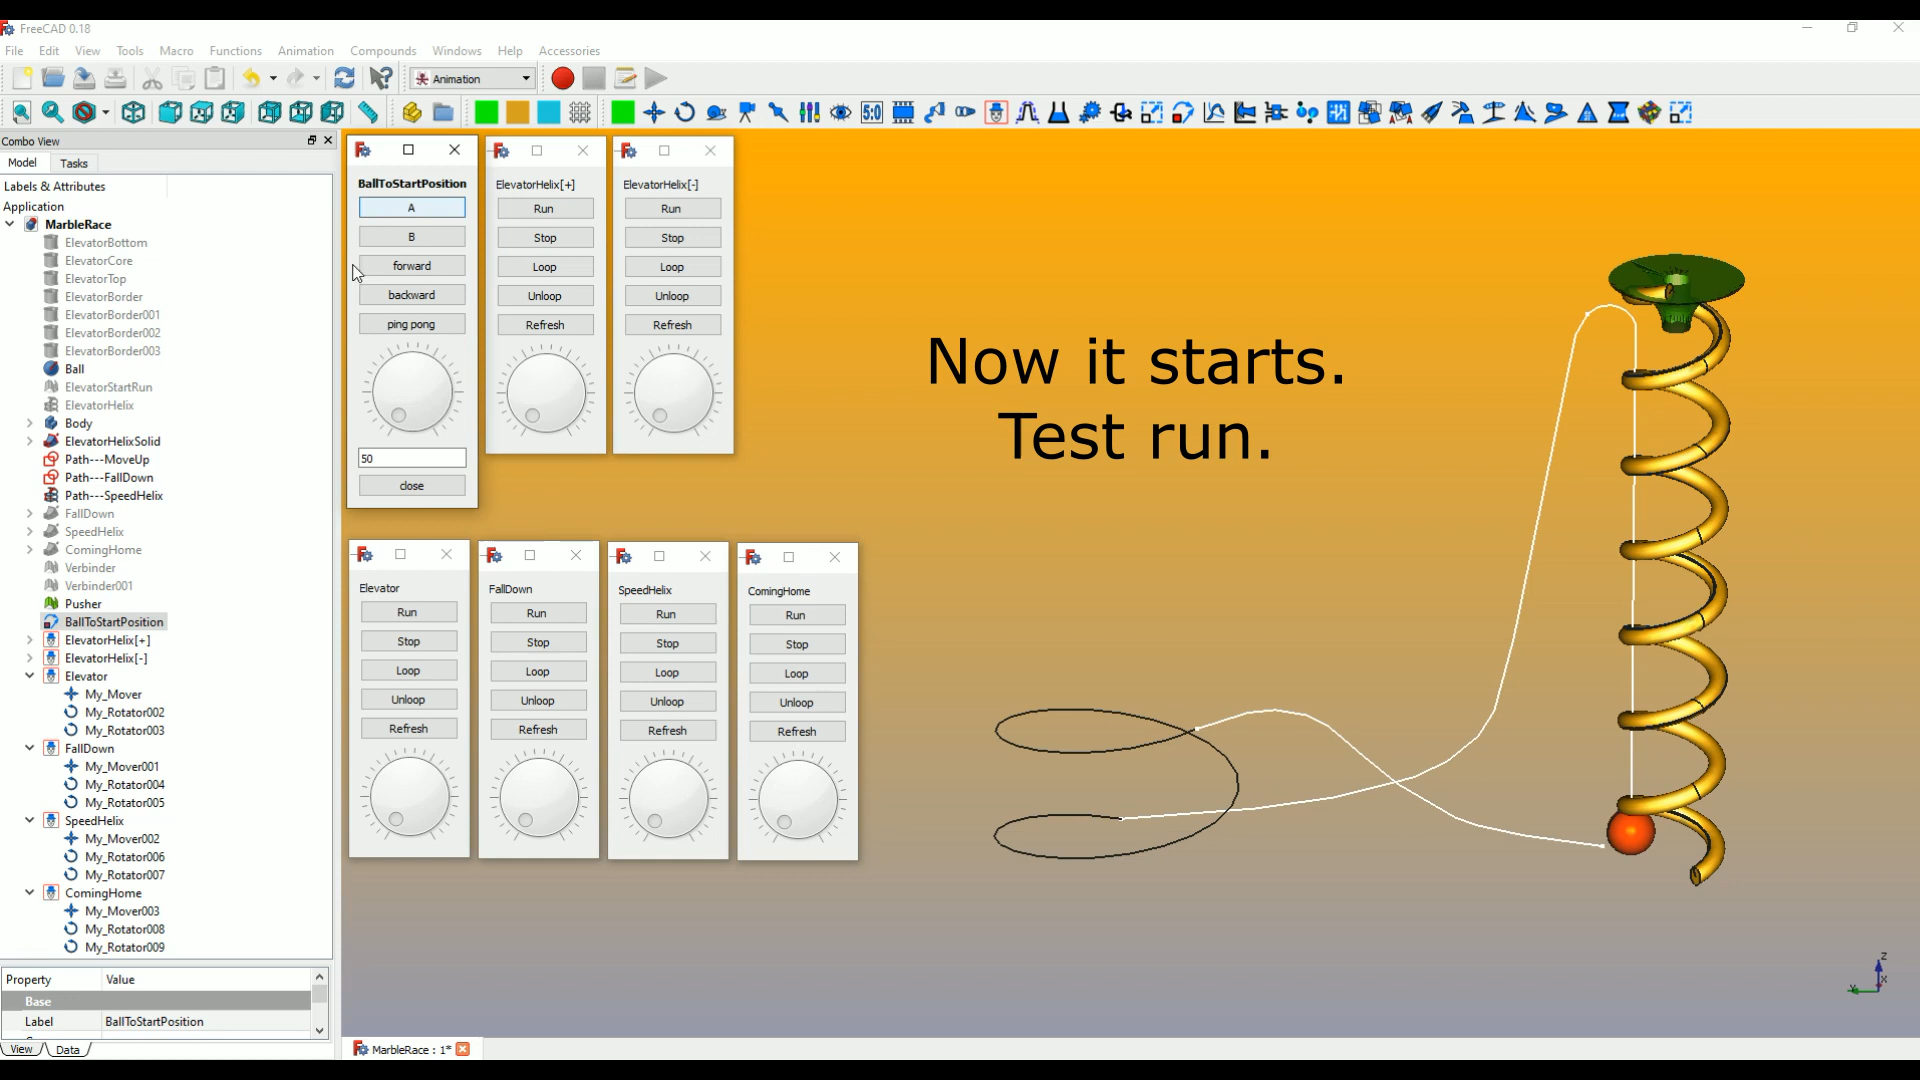 FreeCAD 0.18
File Edit View Tools Macro Functions Animation Compounds Windows Help Accessories
Animation
5:0
Combo View
Model Tasks
Labels & Attributes
Application
MarbleRace
ElevatorBottom
ElevatorCore
ElevatorTop
ElevatorBorder
ElevatorBorder001
ElevatorBorder002
ElevatorBorder003
Ball
ElevatorStartRun
ElevatorHelix
Body
ElevatorHelixSolid
Path---MoveUp
Path---FallDown
Path---SpeedHelix
FallDown
SpeedHelix
ComingHome
Verbinder
Verbinder001
Pusher
BallToStartPosition
ElevatorHelix[+]
ElevatorHelix[-]
Elevator
My_Mover
My_Rotator002
My_Rotator003
FallDown
My_Mover001
My_Rotator004
My_Rotator005
SpeedHelix
My_Mover002
My_Rotator006
My_Rotator007
ComingHome
My_Mover003
My_Rotator008
My_Rotator009
Property Value
Base
Label BallToStartPosition
View Data
BallToStartPosition
A
B
forward
backward
ping pong
50
close
ElevatorHelix[+]
Run
Stop
Loop
Unloop
Refresh
ElevatorHelix[-]
Run
Stop
Loop
Unloop
Refresh
Elevator
Run
Stop
Loop
Unloop
Refresh
FallDown
Run
Stop
Loop
Unloop
Refresh
SpeedHelix
Run
Stop
Loop
Unloop
Refresh
ComingHome
Run
Stop
Loop
Unloop
Refresh
Now it starts.
Test run.
Z
X
Y
MarbleRace : 1*